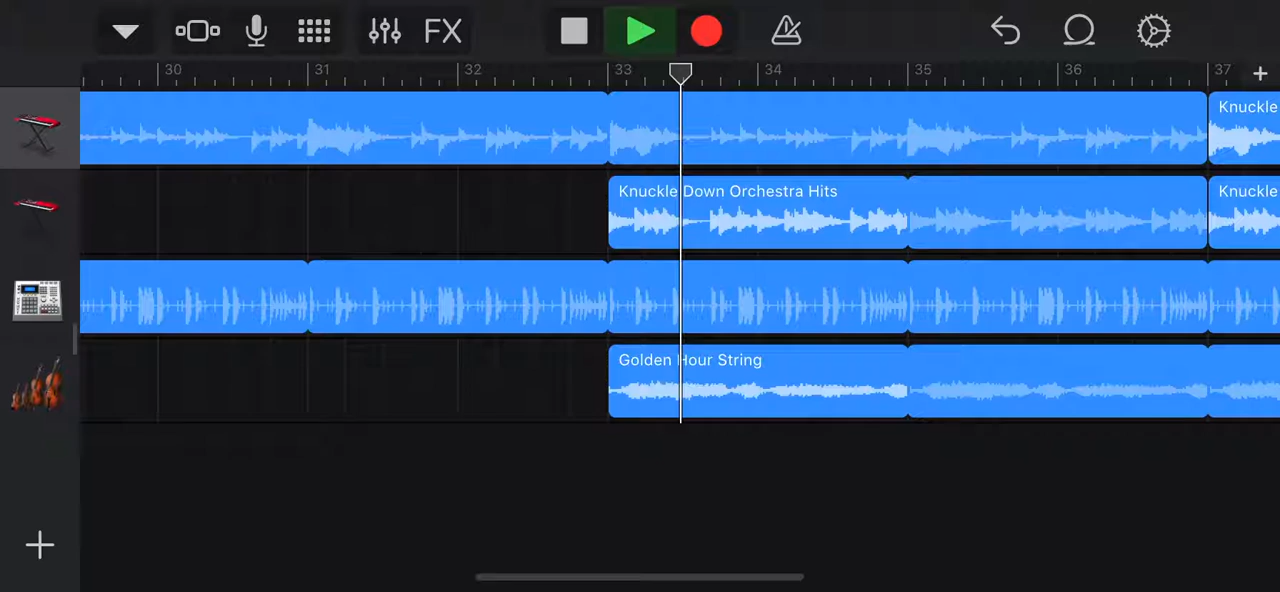 FX
30 31 32 33 34 35 36 37
Knuckle
Knuckle Down Orchestra Hits
Knuckle
Golden Hour String